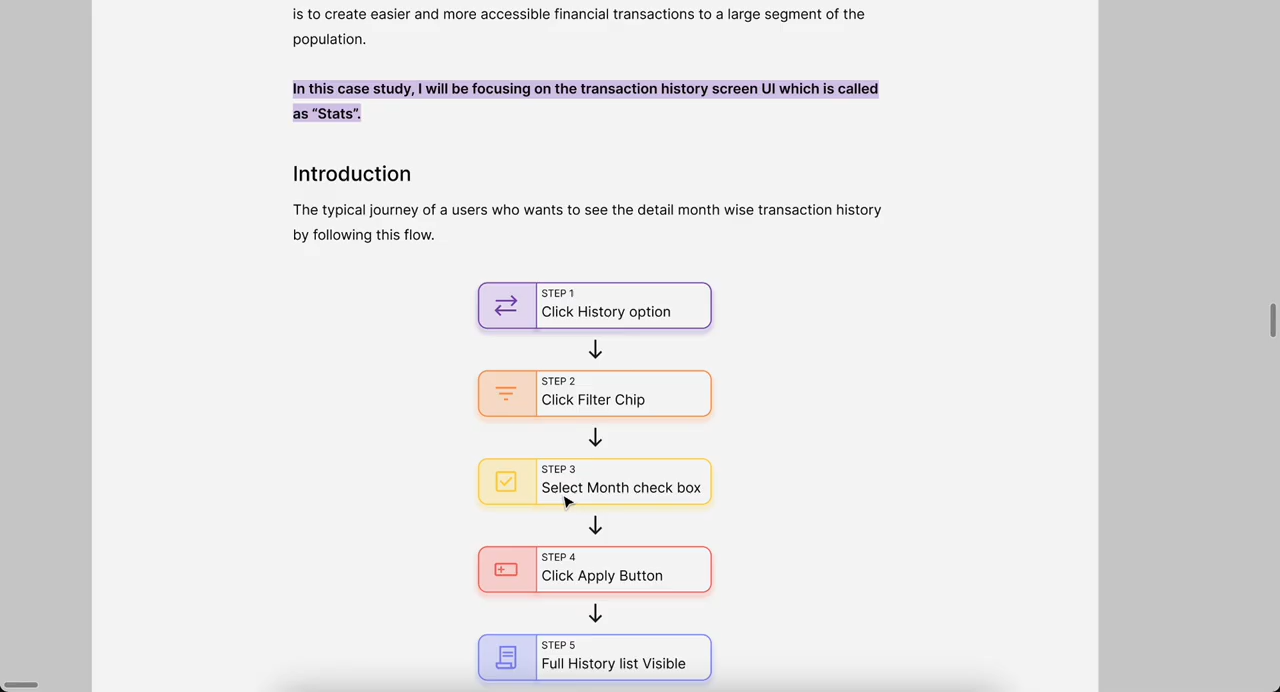 is to create easier and more accessible financial transactions to a large segment of the
population.
In this case study, I will be focusing on the transaction history screen UI which is called
as “Stats”.
Introduction
The typical journey of a users who wants to see the detail month wise transaction history
by following this flow.
STEP 1
Click History option
STEP 2
Click Filter Chip
STEP 3
Select Month check box
STEP 4
Click Apply Button
STEP 5
Full History list Visible